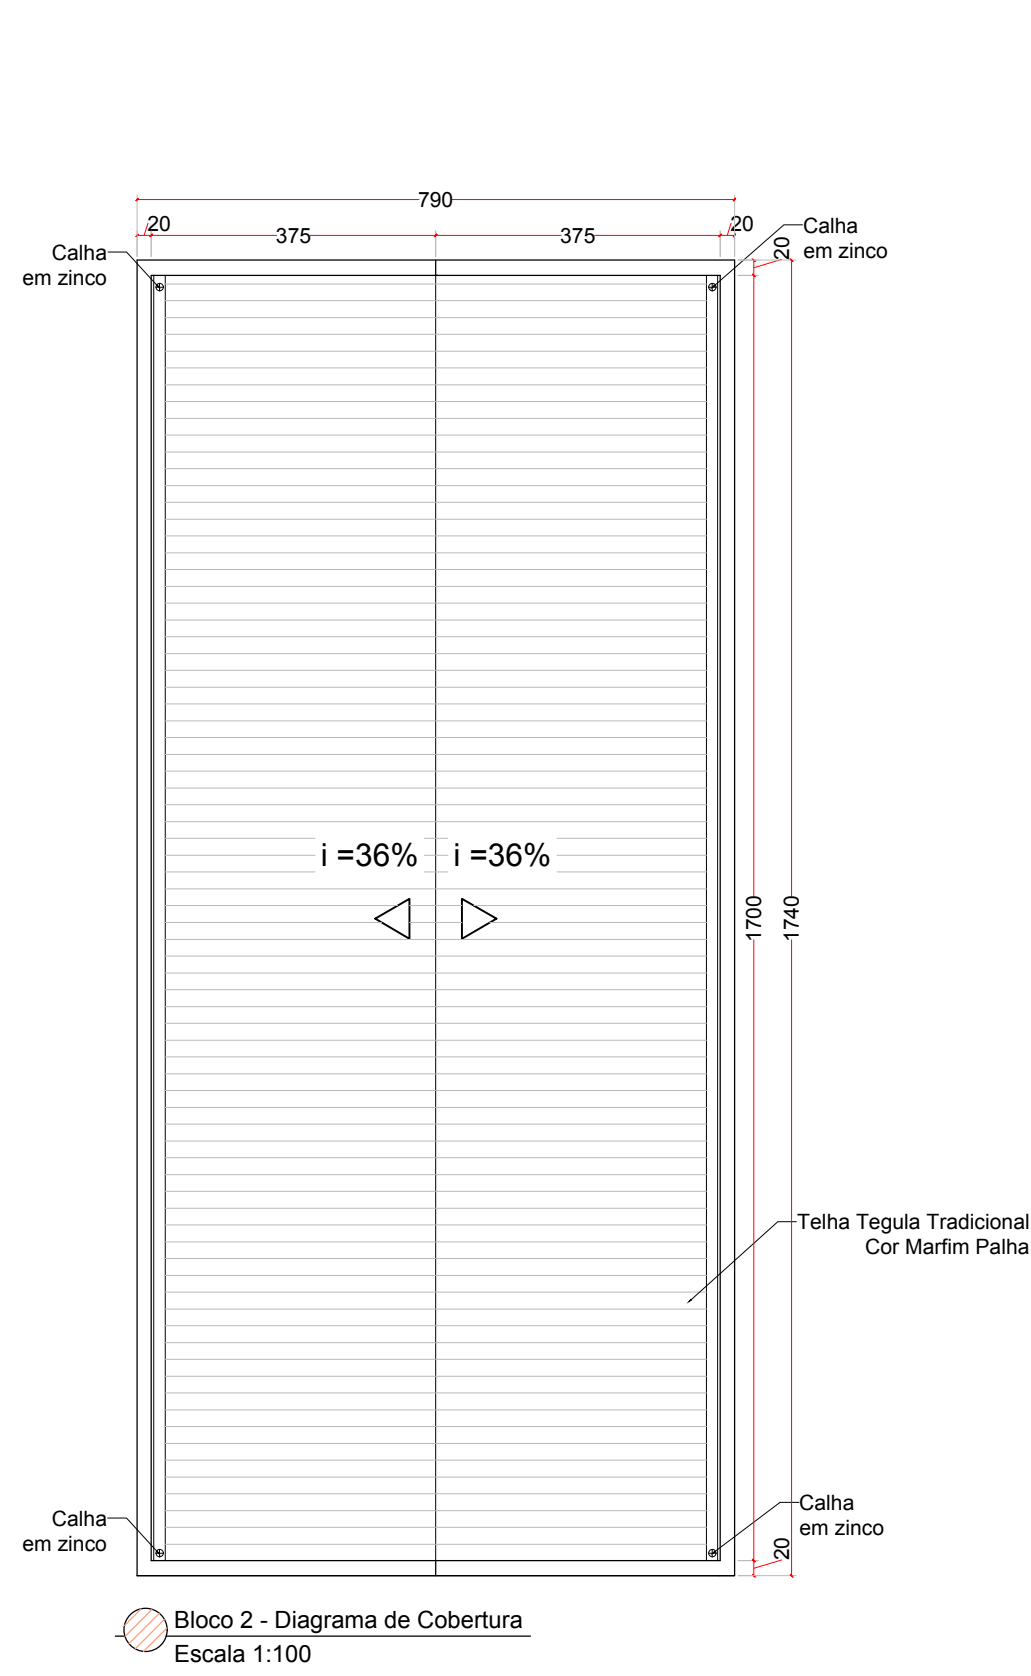 790
20
375
375
20
Calha
em zinco
Calha
em zinco
20
i =36%
i =36%
1700
1740
Telha Tegula Tradicional
Cor Marfim Palha
Calha
em zinco
Calha
em zinco
20
Bloco 2 - Diagrama de Cobertura
Escala 1:100